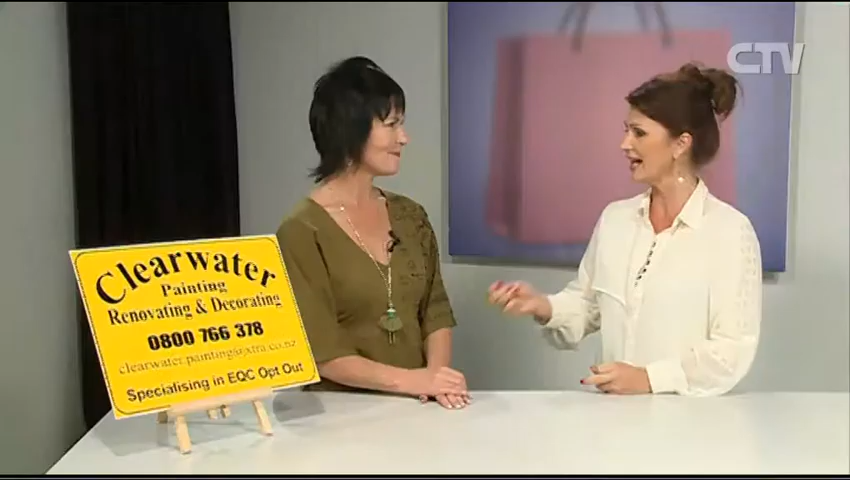 CTV
Clearwater
Painting
Renovating & Decorating
0800 766 378
clearwater.painting@xtra.co.nz
Specialising in EQC Opt Out